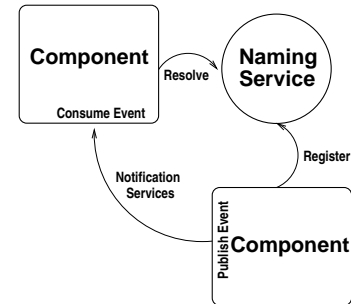 Component
Consume Event
Resolve
Naming
Service
Register
Notification
Services
Publish Event
Component